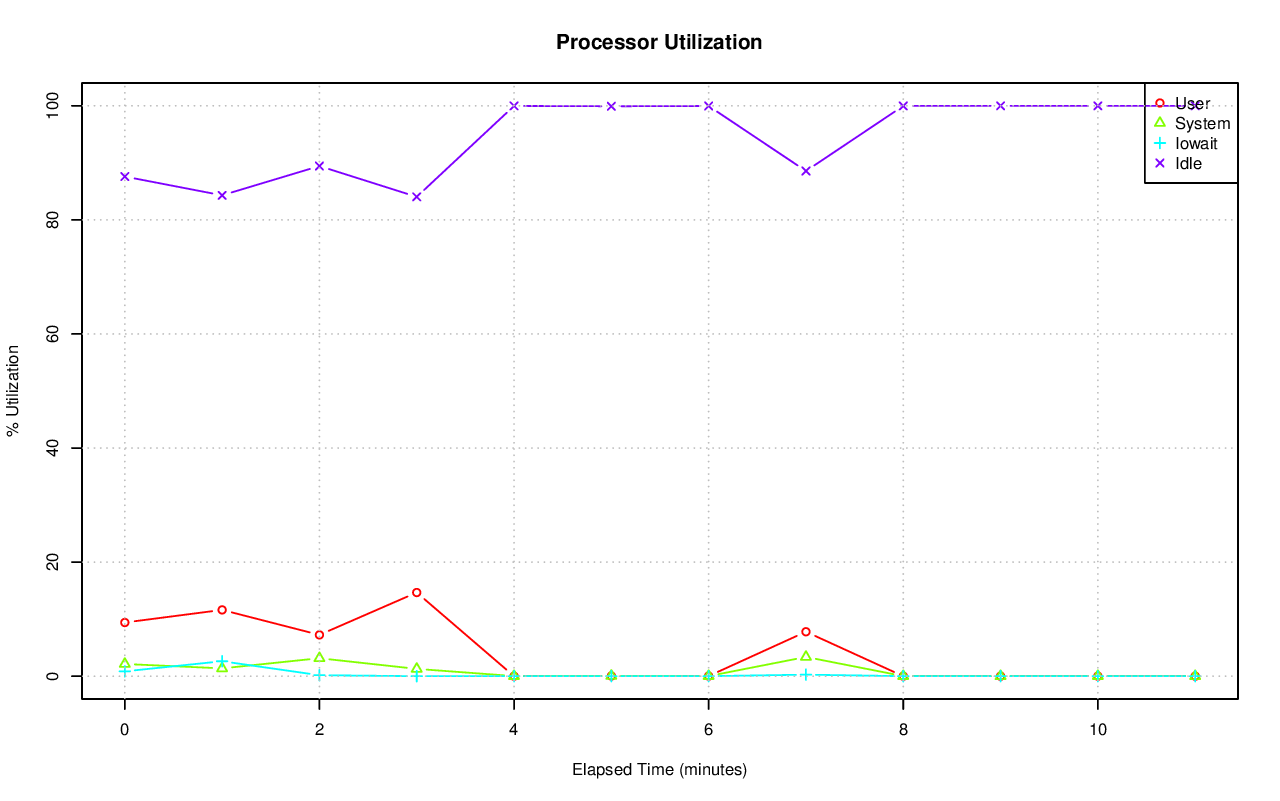 Processor Utilization
100
80
60
40
20
0
% Utilization
User
System
Iowait
Idle
0 2 4 6 8 10
Elapsed Time (minutes)